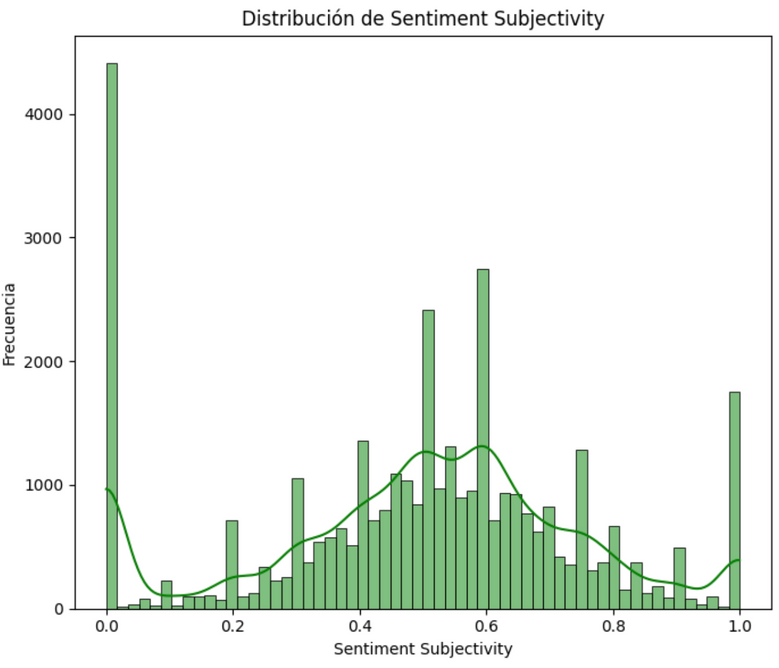 Distribución de Sentiment Subjectivity
Frecuencia
4000
3000
2000
1000
0
0.0 0.2 0.4 0.6 0.8 1.0
Sentiment Subjectivity